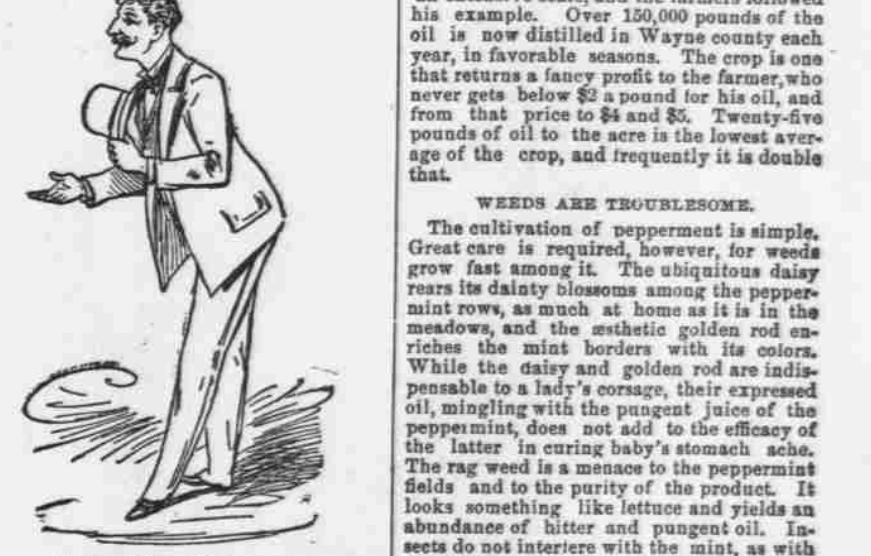 an extensive scale, and the farmers followed
his example. Over 150,000 pounds of the
oil is now distilled in Wayne county each
year, in favorable seasons. The crop is one
that returns a fancy profit to the farmer, who
never gets below $2 a pound for his oil, and
from that price to $4 and $5. Twenty-five
pounds of oil to the acre is the lowest aver-
age of the crop, and frequently it is double
that.
WEEDS ARE TROUBLESOME.
The cultivation of pepperment is simple.
Great care is required, however, for weeds
grow fast among it. The ubiquitous daisy
rears its dainty blossoms among the pepper-
mint rows, as much at home as it is in the
meadows, and the æsthetic golden rod en-
riches the mint borders with its colors.
While the daisy and golden rod are indis-
pensable to a lady's corsage, their expressed
oil, mingling with the pungent juice of the
peppermint, does not add to the efficacy of
the latter in curing baby's stomach ache.
The rag weed is a menace to the peppermint
fields and to the purity of the product. It
looks something like lettuce and yields an
abundance of bitter and pungent oil. In-
sects do not interfere with the mint, as with